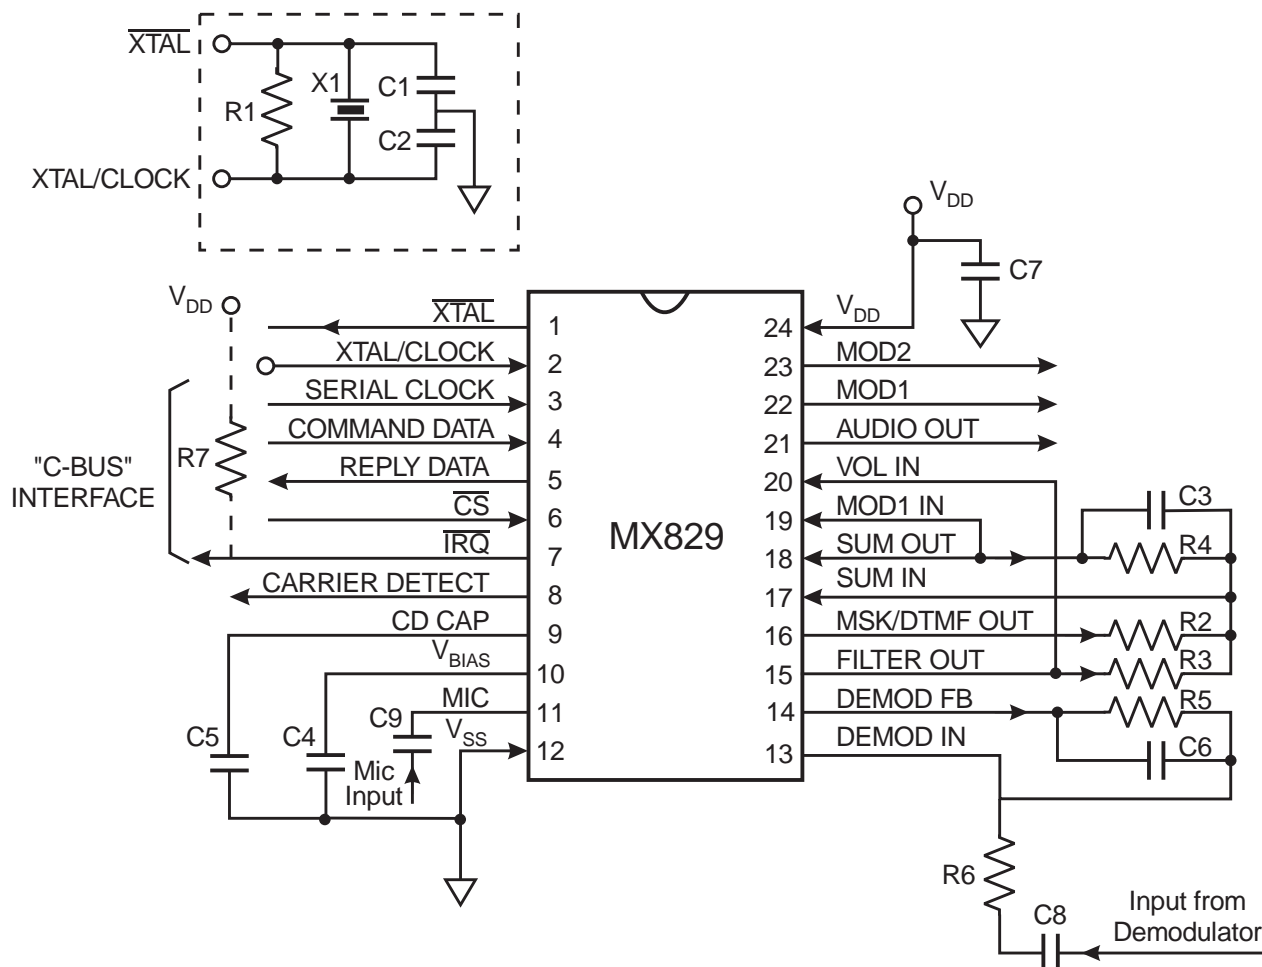 XTAL
X1
C1
R1
C2
XTAL/CLOCK
VDD
C7
VDD
XTAL
1
24
VDD
XTAL/CLOCK
2
23
MOD2
SERIAL CLOCK
3
22
MOD1
"C-BUS"
INTERFACE
R7
COMMAND DATA
4
21
AUDIO OUT
REPLY DATA
5
20
VOL IN
CS
6
MX829
19
MOD1 IN
C3
IRQ
7
18
SUM OUT
R4
CARRIER DETECT
8
17
SUM IN
CD CAP
9
16
MSK/DTMF OUT
R2
VBIAS
10
15
FILTER OUT
R3
MIC
11
14
DEMOD FB
R5
C5
C4
C9
VSS
12
13
DEMOD IN
C6
Mic
Input
R6
C8
Input from
Demodulator